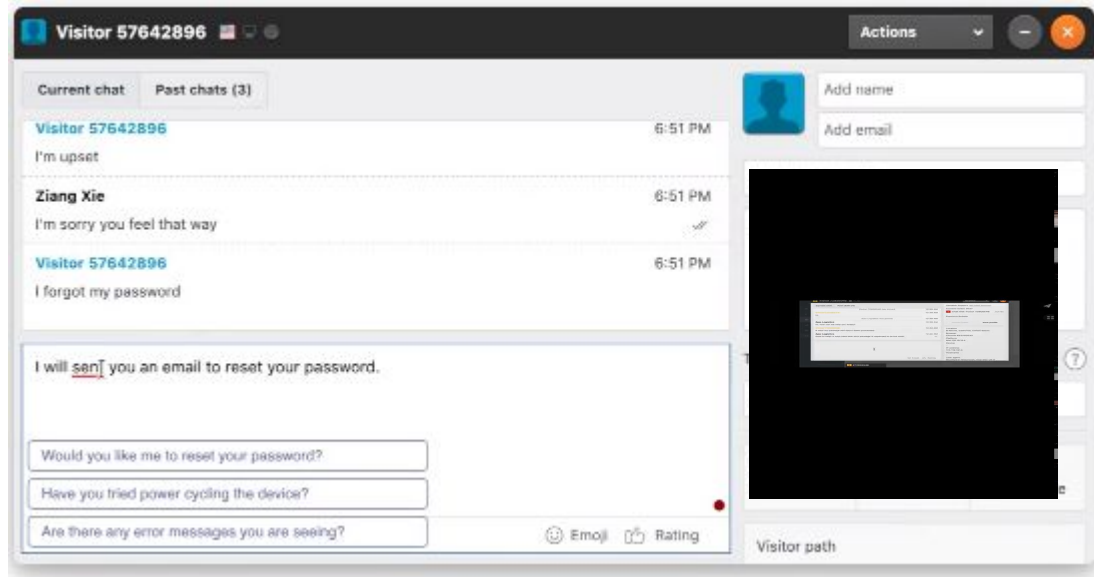 Visitor 57642896
Actions
Current chat Past chats (3)
Add name
Add email
Visitor 57642896 6:51 PM
I'm upset
Ziang Xie 6:51 PM
I'm sorry you feel that way
Visitor 57642896 6:51 PM
I forgot my password
I will sent you an email to reset your password.
Would you like me to reset your password?
Have you tried power cycling the device?
Are there any error messages you are seeing?
Emoji Rating
T
?
e
Visitor path